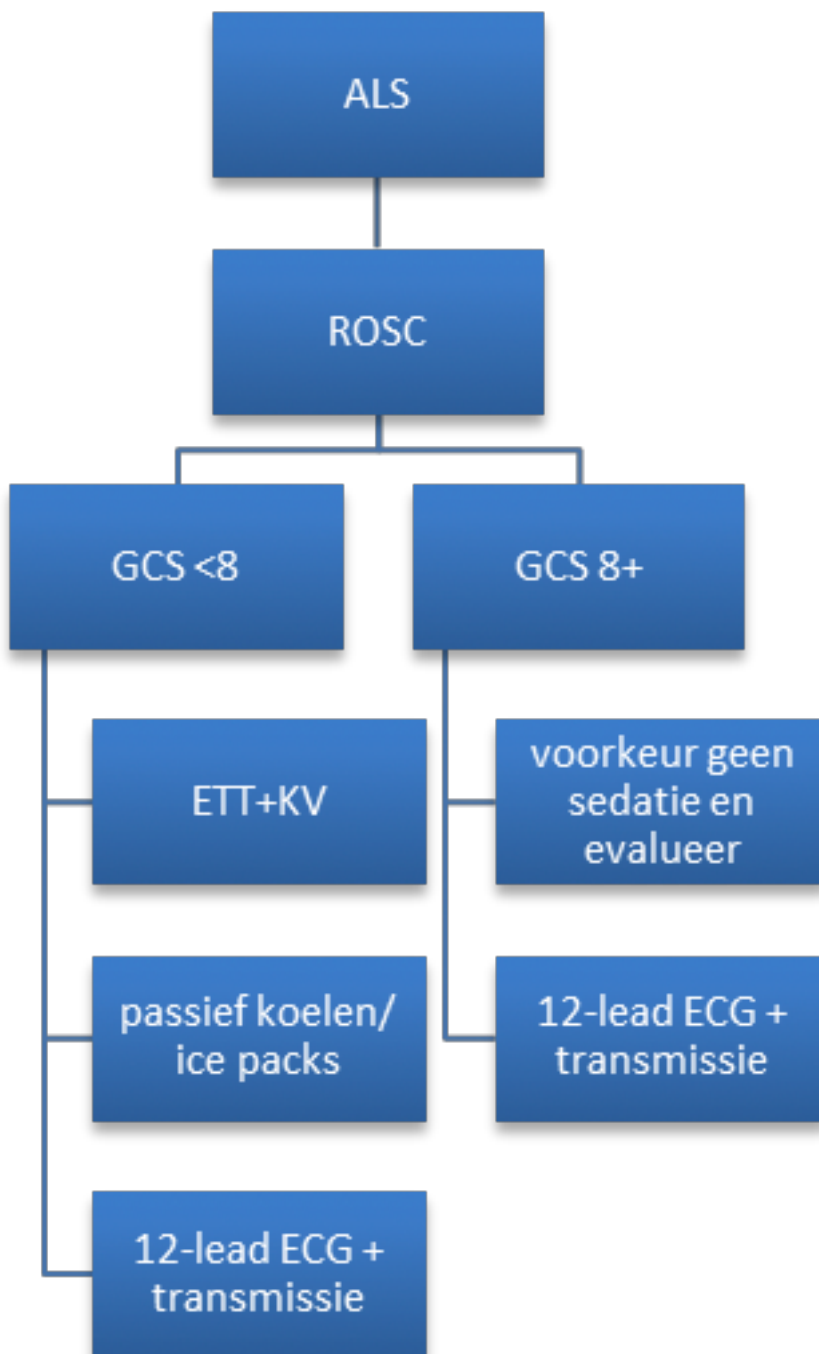 ALS
ROSC
GCS <8
GCS 8+
ETT+KV
voorkeur geen
sedatie en
evalueer
passief koelen/
ice packs
12-lead ECG +
transmissie
12-lead ECG +
transmissie